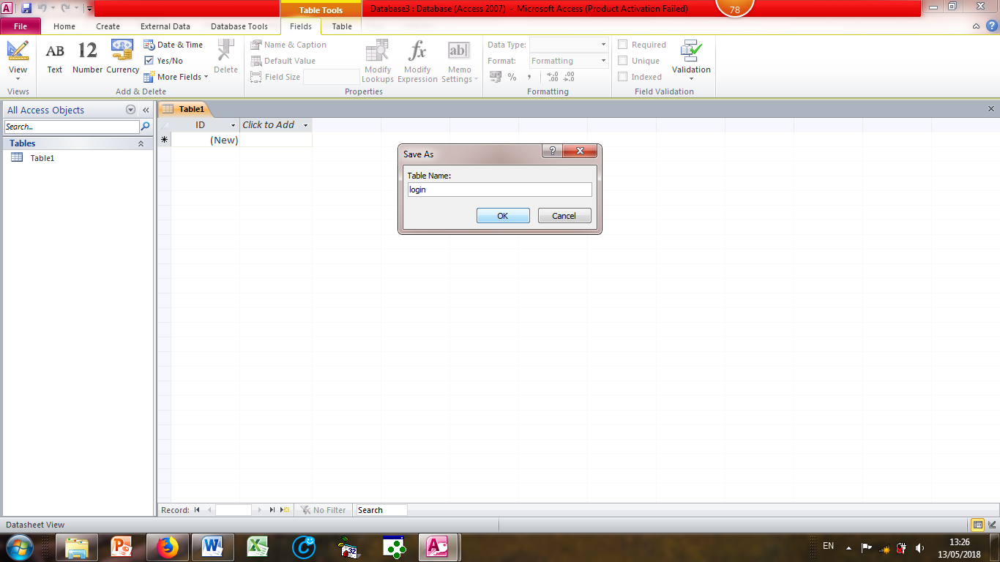 Table Tools
Database3 : Database (Access 2007) - Microsoft Access (Product Activation Failed)
78
File
Home
Create
External Data
Database Tools
Fields
Table
View
Views
AB
Text
12
Number
Currency
Date & Time
Yes/No
More Fields
Delete
Add & Delete
Name & Caption
Default Value
Field Size
Modify
Lookups
fx
Modify
Expression
ab
Memo
Settings
Properties
Data Type:
Format:
Formatting
%
Formatting
Required
Unique
Indexed
Validation
Field Validation
All Access Objects
Search...
Tables
Table1
Table1
ID
Click to Add
(New)
Save As
Table Name:
login
OK
Cancel
Record:
No Filter
Search
Datasheet View
EN
13:26
13/05/2018